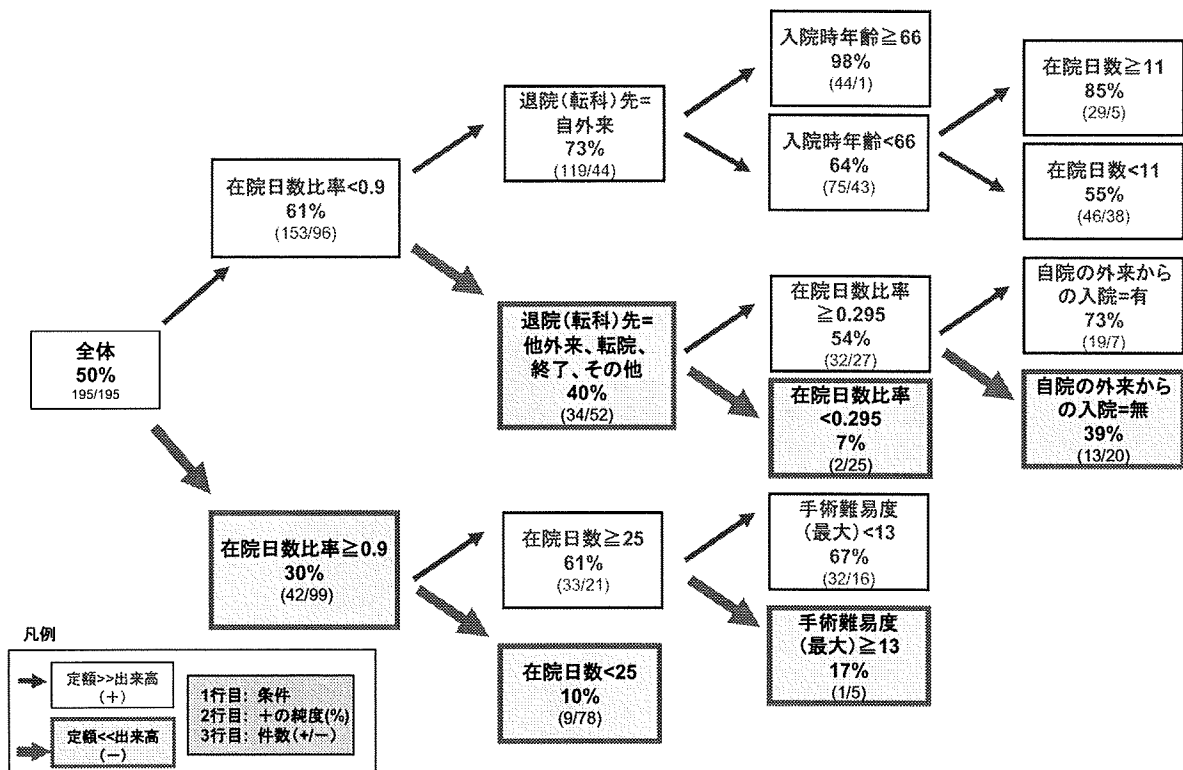 全体
50%
195/195
在院日数比率<0.9
61%
(153/96)
在院日数比率≧0.9
30%
(42/99)
退院(転科)先=
自外来
73%
(119/44)
退院(転科)先=
他外来、転院、
終了、その他
40%
(34/52)
在院日数≧25
61%
(33/21)
在院日数<25
10%
(9/78)
入院時年齢≧66
98%
(44/1)
入院時年齢<66
64%
(75/43)
在院日数比率
≧0.295
54%
(32/27)
在院日数比率
<0.295
7%
(2/25)
手術難易度
(最大)<13
67%
(32/16)
手術難易度
(最大)≧13
17%
(1/5)
在院日数≧11
85%
(29/5)
在院日数<11
55%
(46/38)
自院の外来から
の入院=有
73%
(19/7)
自院の外来から
の入院=無
39%
(13/20)
凡例
定額>>出来高
(+)
定額<<出来高
(−)
1行目: 条件
2行目: +の純度(%)
3行目: 件数(+/−)